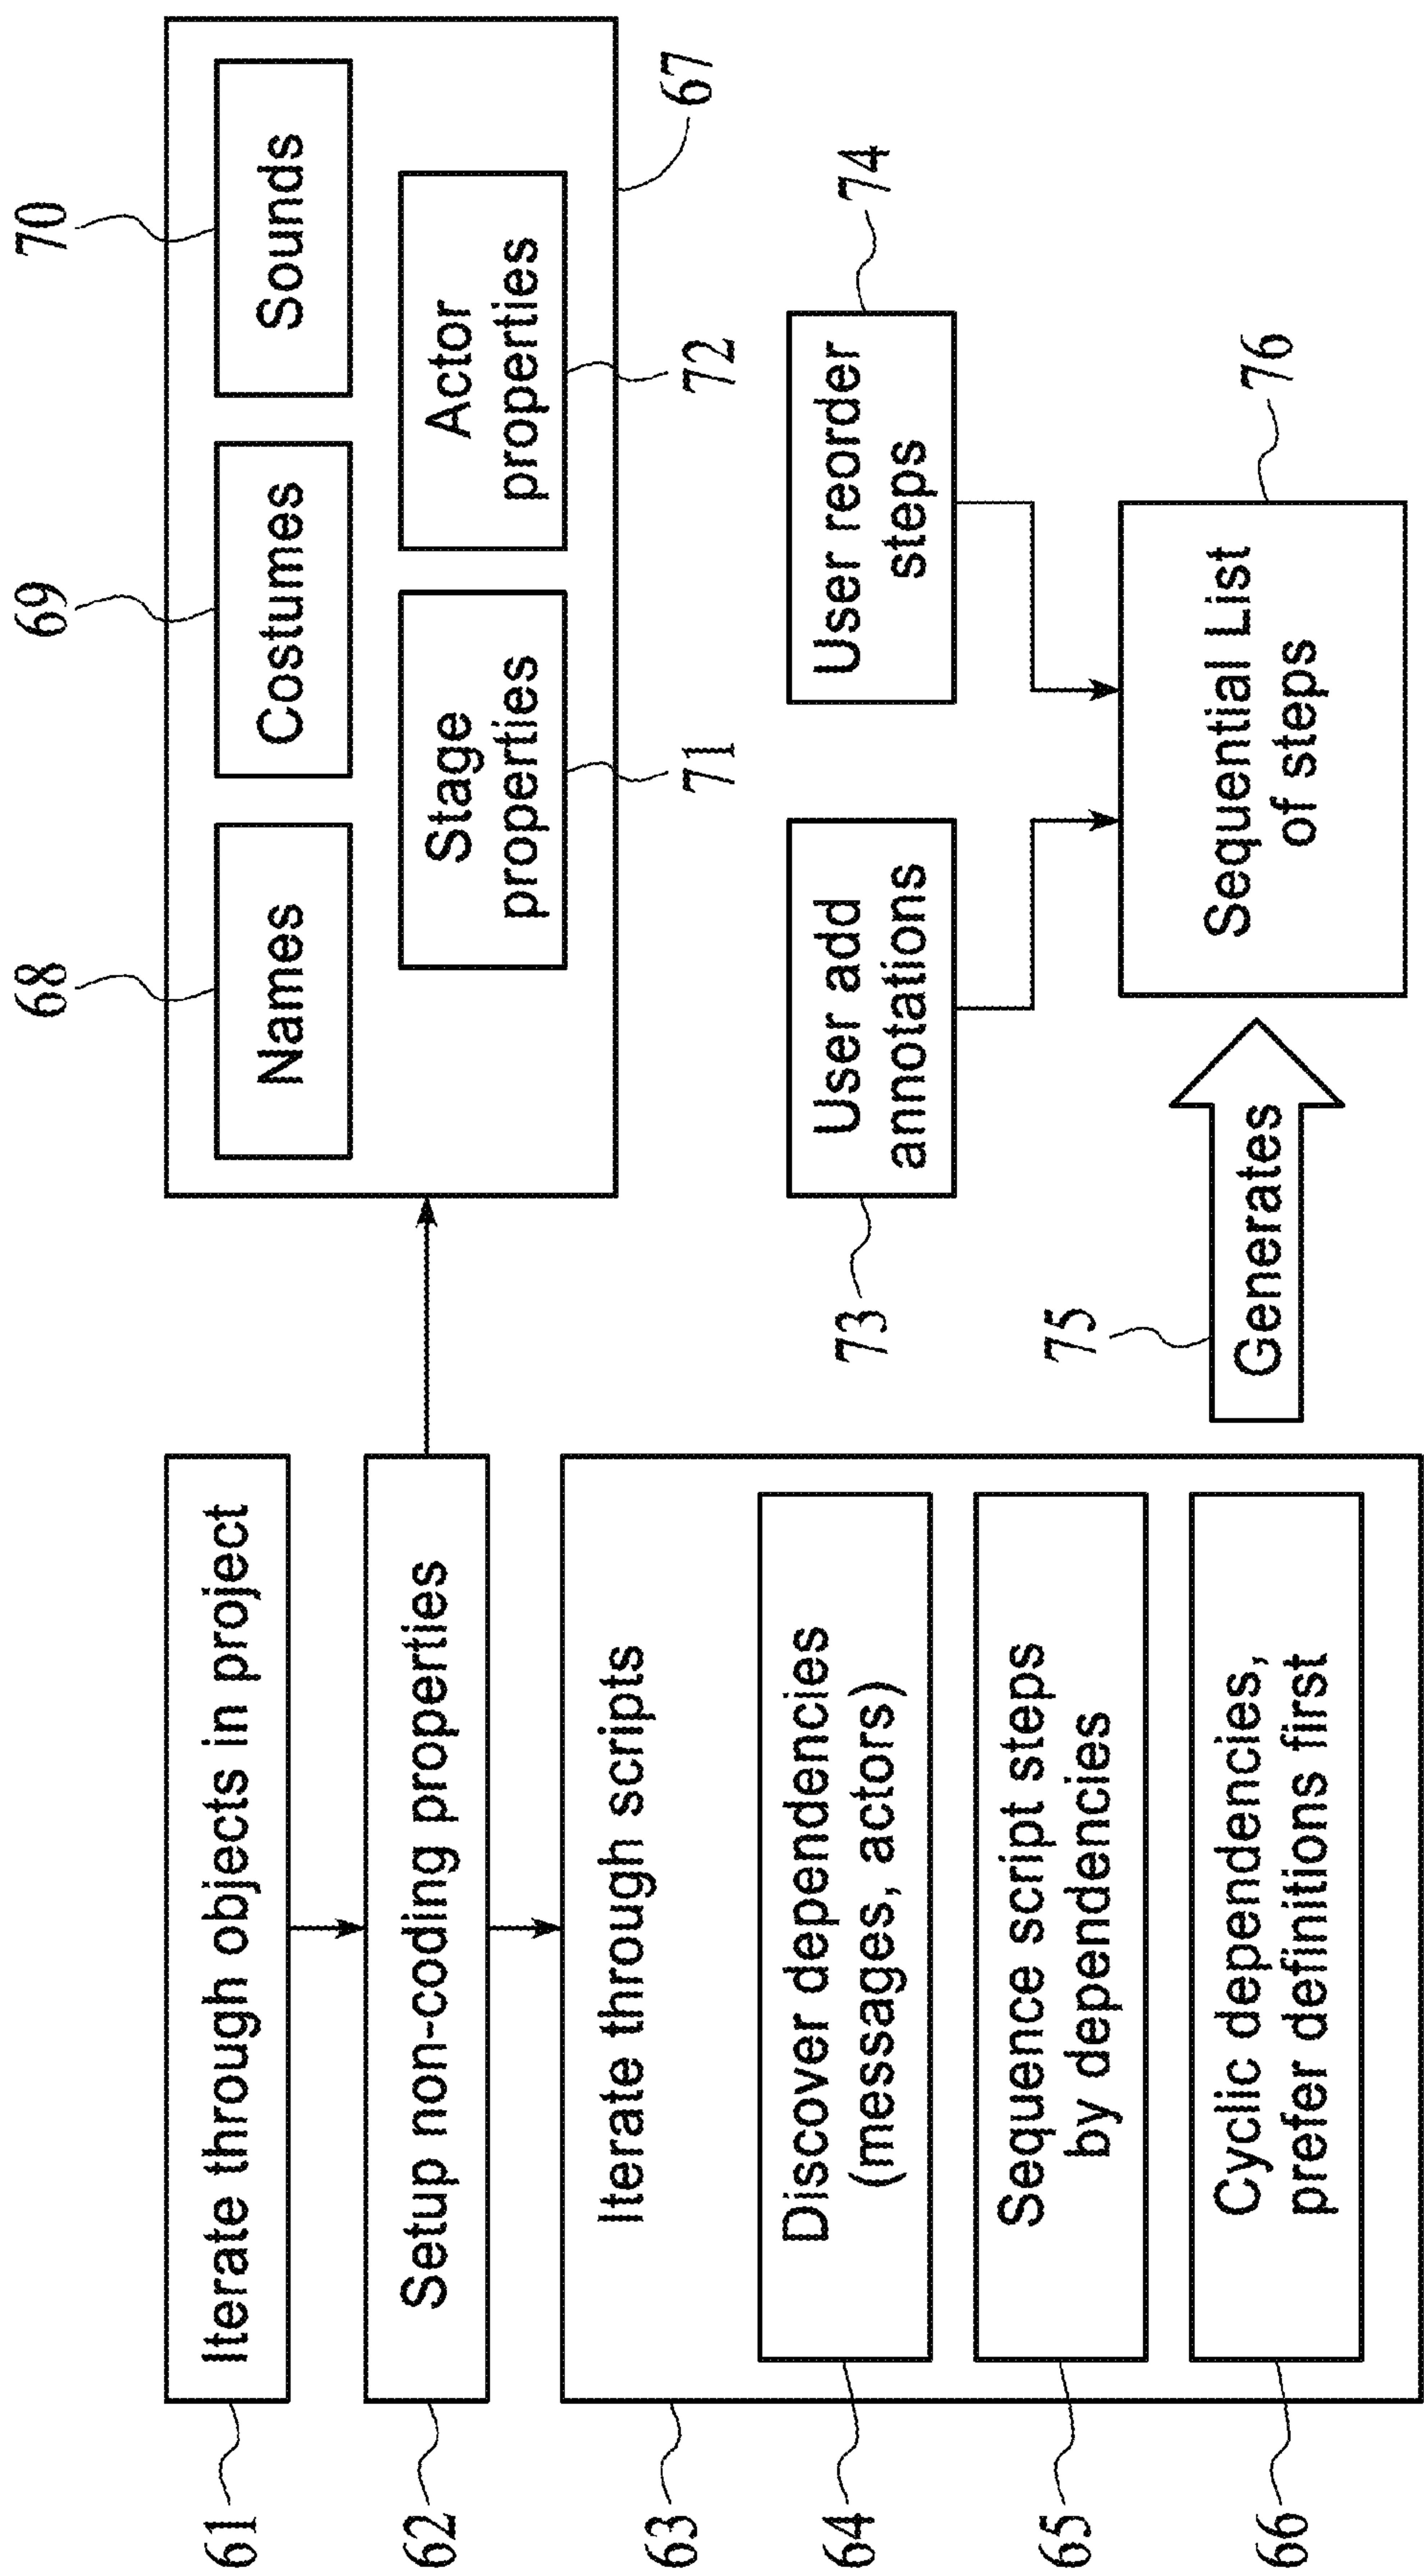 61
Iterate through objects in project
62
Setup non-coding properties
63
Iterate through scripts
64
Discover dependencies
(messages, actors)
65
Sequence script steps
by dependencies
66
Cyclic dependencies,
prefer definitions first
68
69
70
Names
Costumes
Sounds
Stage
properties
Actor
properties
71
72
67
73
User add
annotations
User reorder
steps
74
75
Generates
Sequential List
of steps
76